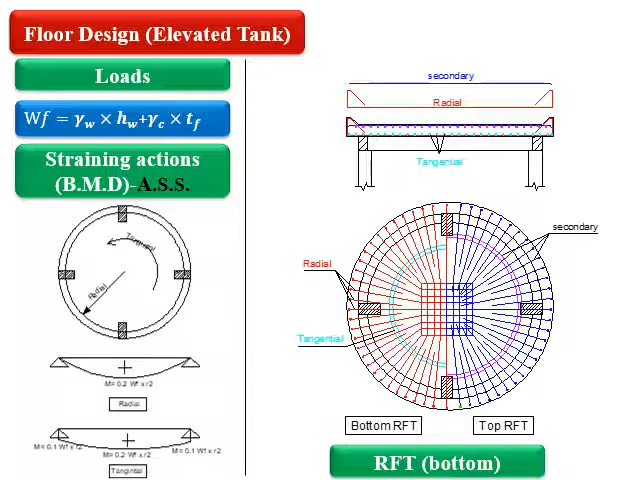 Floor Design (Elevated Tank)
Loads
Wf = γw × hw+γc × tf
Straining actions
(B.M.D)-A.S.S.
Tangintial
Radial
M= 0.2 Wf x r2
Radial
M = 0.1 Wf x r2
M= 0.2 Wf x r2
M = 0.1 Wf x r2
Tangintial
secondary
Radial
Tangential
secondary
Radial
Tangential
Bottom RFT
Top RFT
RFT (bottom)